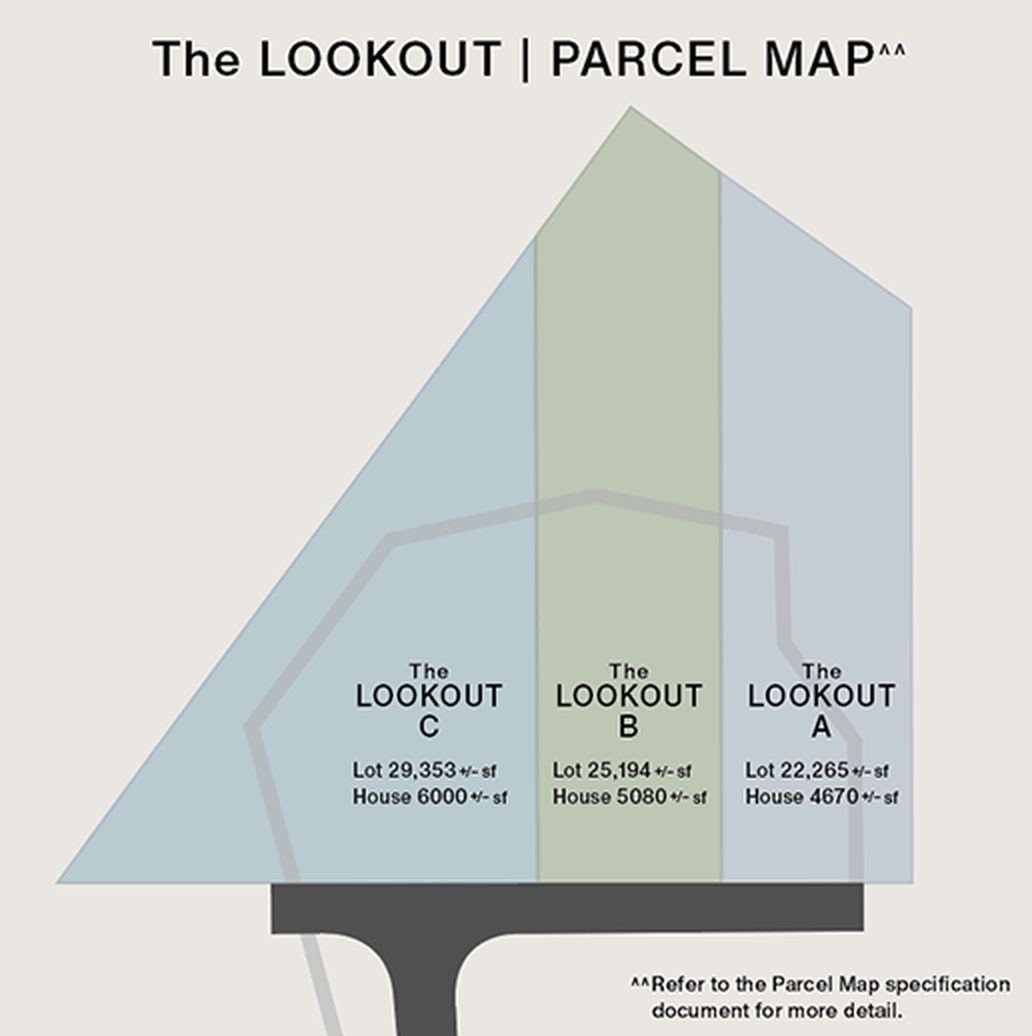 The LOOKOUT | PARCEL MAP^^
The
LOOKOUT
C
Lot 29,353 +/- sf
House 6000 +/- sf
The
LOOKOUT
B
Lot 25,194 +/- sf
House 5080 +/- sf
The
LOOKOUT
A
Lot 22,265 +/- sf
House 4670 +/- sf
^^Refer to the Parcel Map specification
document for more detail.